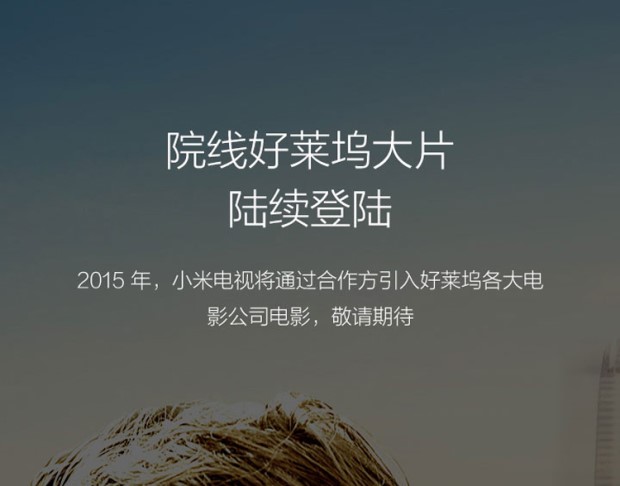 院线好莱坞大片
陆续登陆
2015 年，小米电视将通过合作方引入好莱坞各大电
影公司电影，敬请期待